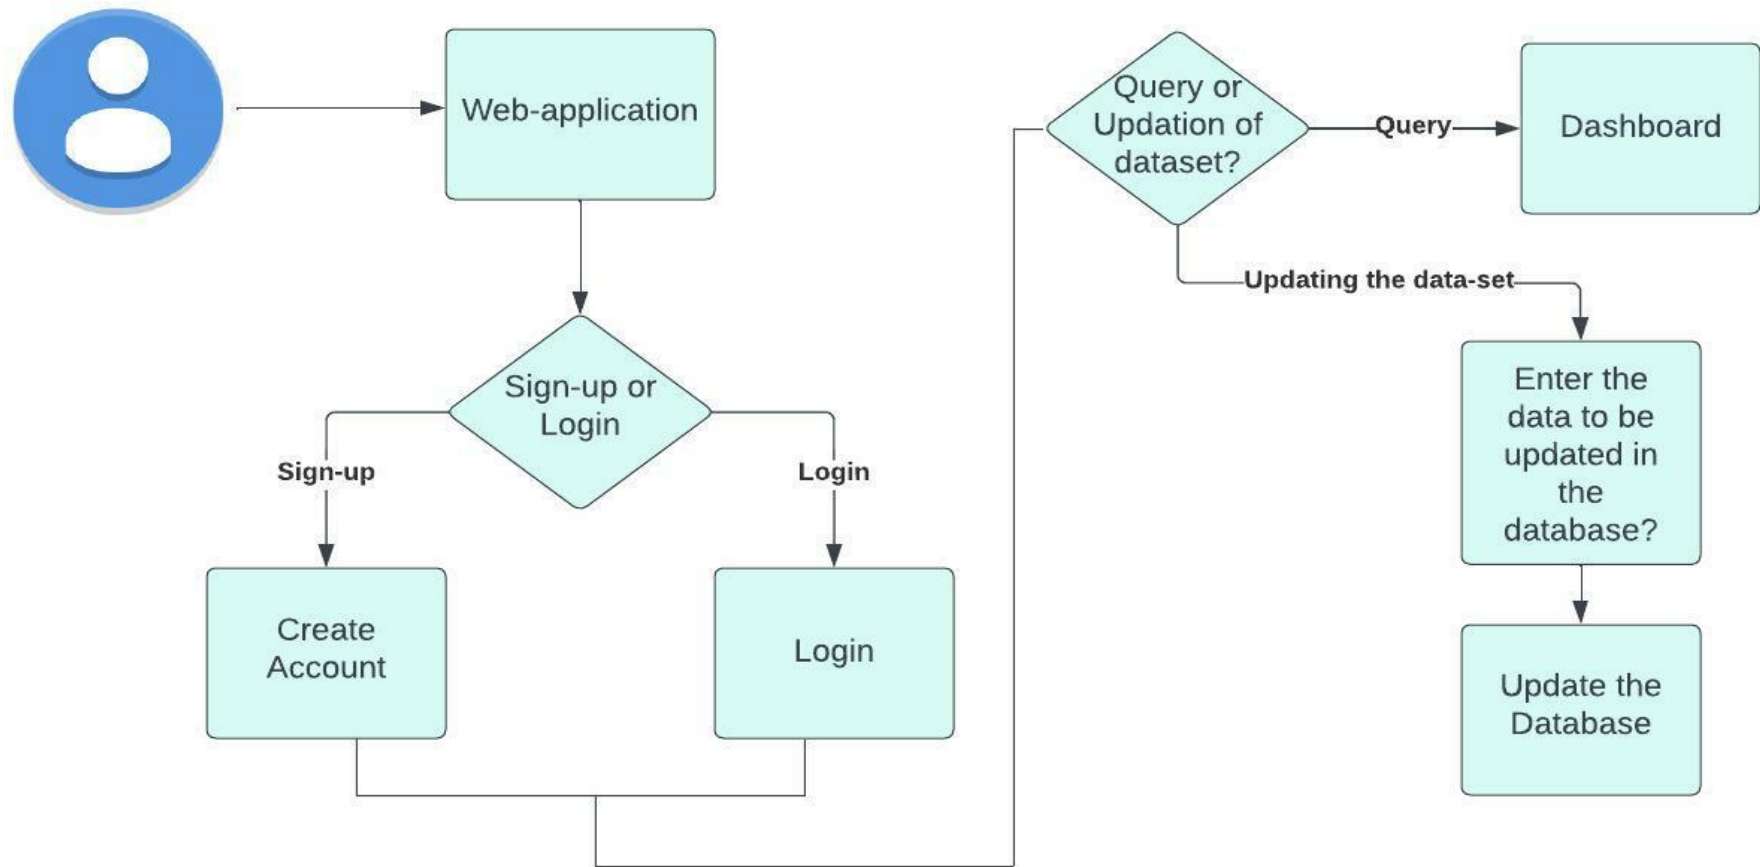 Web-application
Sign-up or
Login
Sign-up
Login
Create
Account
Login
Query or
Updation of
dataset?
Query
Dashboard
Updating the data-set
Enter the
data to be
updated in
the
database?
Update the
Database